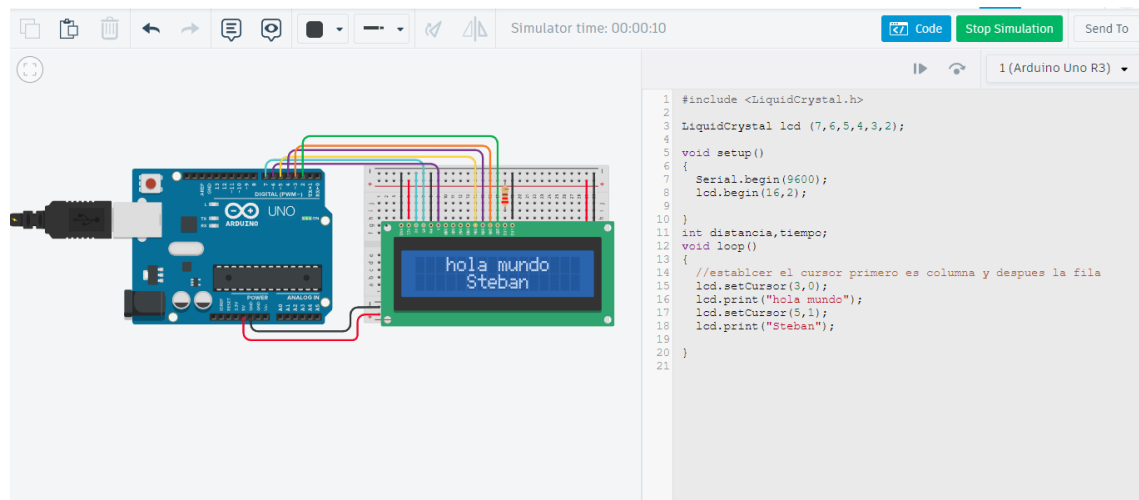 Simulator time: 00:00:10
Code
Stop Simulation
Send To
1 (Arduino Uno R3)
DIGITAL (PWM~)
UNO
ARDUINO
POWER
ANALOG IN
hola mundo
Steban
1 #include <LiquidCrystal.h>
2
3 LiquidCrystal lcd (7,6,5,4,3,2);
4
5 void setup()
6 {
7 Serial.begin(9600);
8 lcd.begin(16,2);
9
10 }
11 int distancia,tiempo;
12 void loop()
13 {
14 //establcer el cursor primero es columna y despues la fila
15 lcd.setCursor(3,0);
16 lcd.print("hola mundo");
17 lcd.setCursor(5,1);
18 lcd.print("Steban");
19
20 }
21